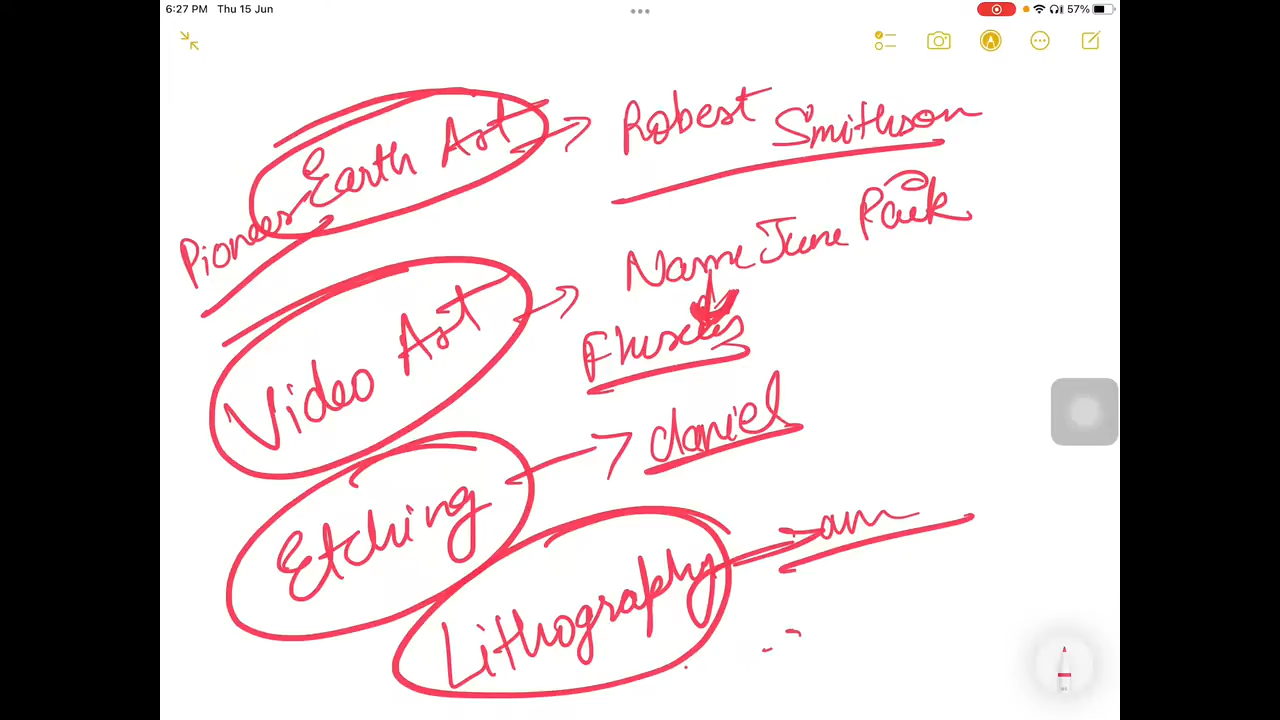 6:27 PM Thu 15 Jun 57%
Earth Art → Robert Smithson
Pioneer
Name June Paik
Video Art →
Fluxus
Etching → daniel
Lithography →